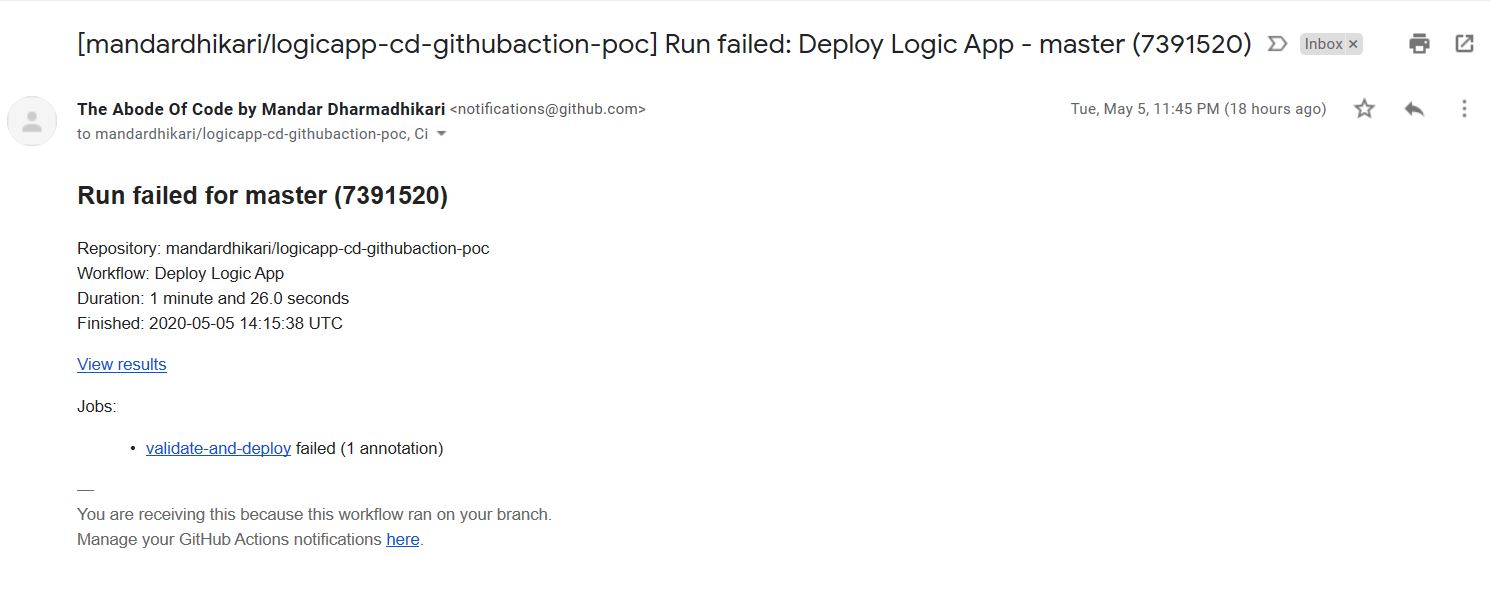 [mandardhikari/logicapp-cd-githubaction-poc] Run failed: Deploy Logic App - master (7391520) Inbox ×
The Abode Of Code by Mandar Dharmadhikari <notifications@github.com> Tue, May 5, 11:45 PM (18 hours ago)
to mandardhikari/logicapp-cd-githubaction-poc, Ci
Run failed for master (7391520)
Repository: mandardhikari/logicapp-cd-githubaction-poc
Workflow: Deploy Logic App
Duration: 1 minute and 26.0 seconds
Finished: 2020-05-05 14:15:38 UTC
View results
Jobs:
• validate-and-deploy failed (1 annotation)
—
You are receiving this because this workflow ran on your branch.
Manage your GitHub Actions notifications here.